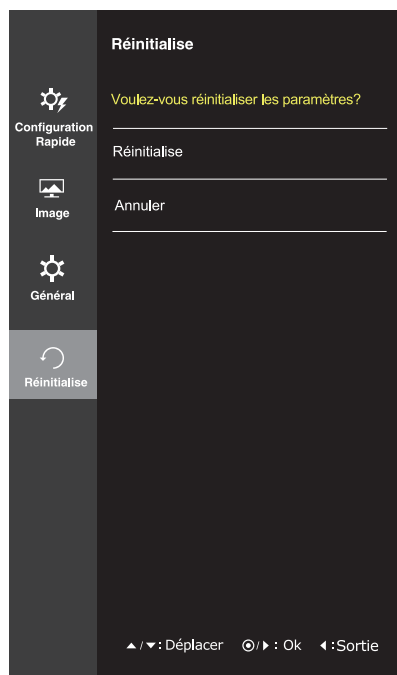 Réinitialise
Voulez-vous réinitialiser les paramètres?
Réinitialise
Annuler
Configuration
Rapide
Image
Général
Réinitialise
▲/▼: Déplacer ◉/▶: Ok ◀:Sortie